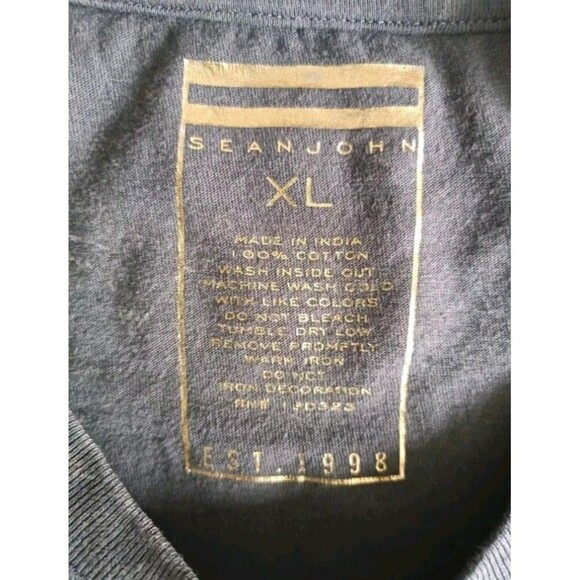 SEANJOHN
XL
MADE IN INDIA
100% COTTON
WASH INSIDE OUT
MACHINE WASH COLD
WITH LIKE COLORS
DO NOT BLEACH
TUMBLE DRY LOW
REMOVE PROMPTLY
WARM IRON
DO NOT
IRON DECORATION
RN#
EST. 1998